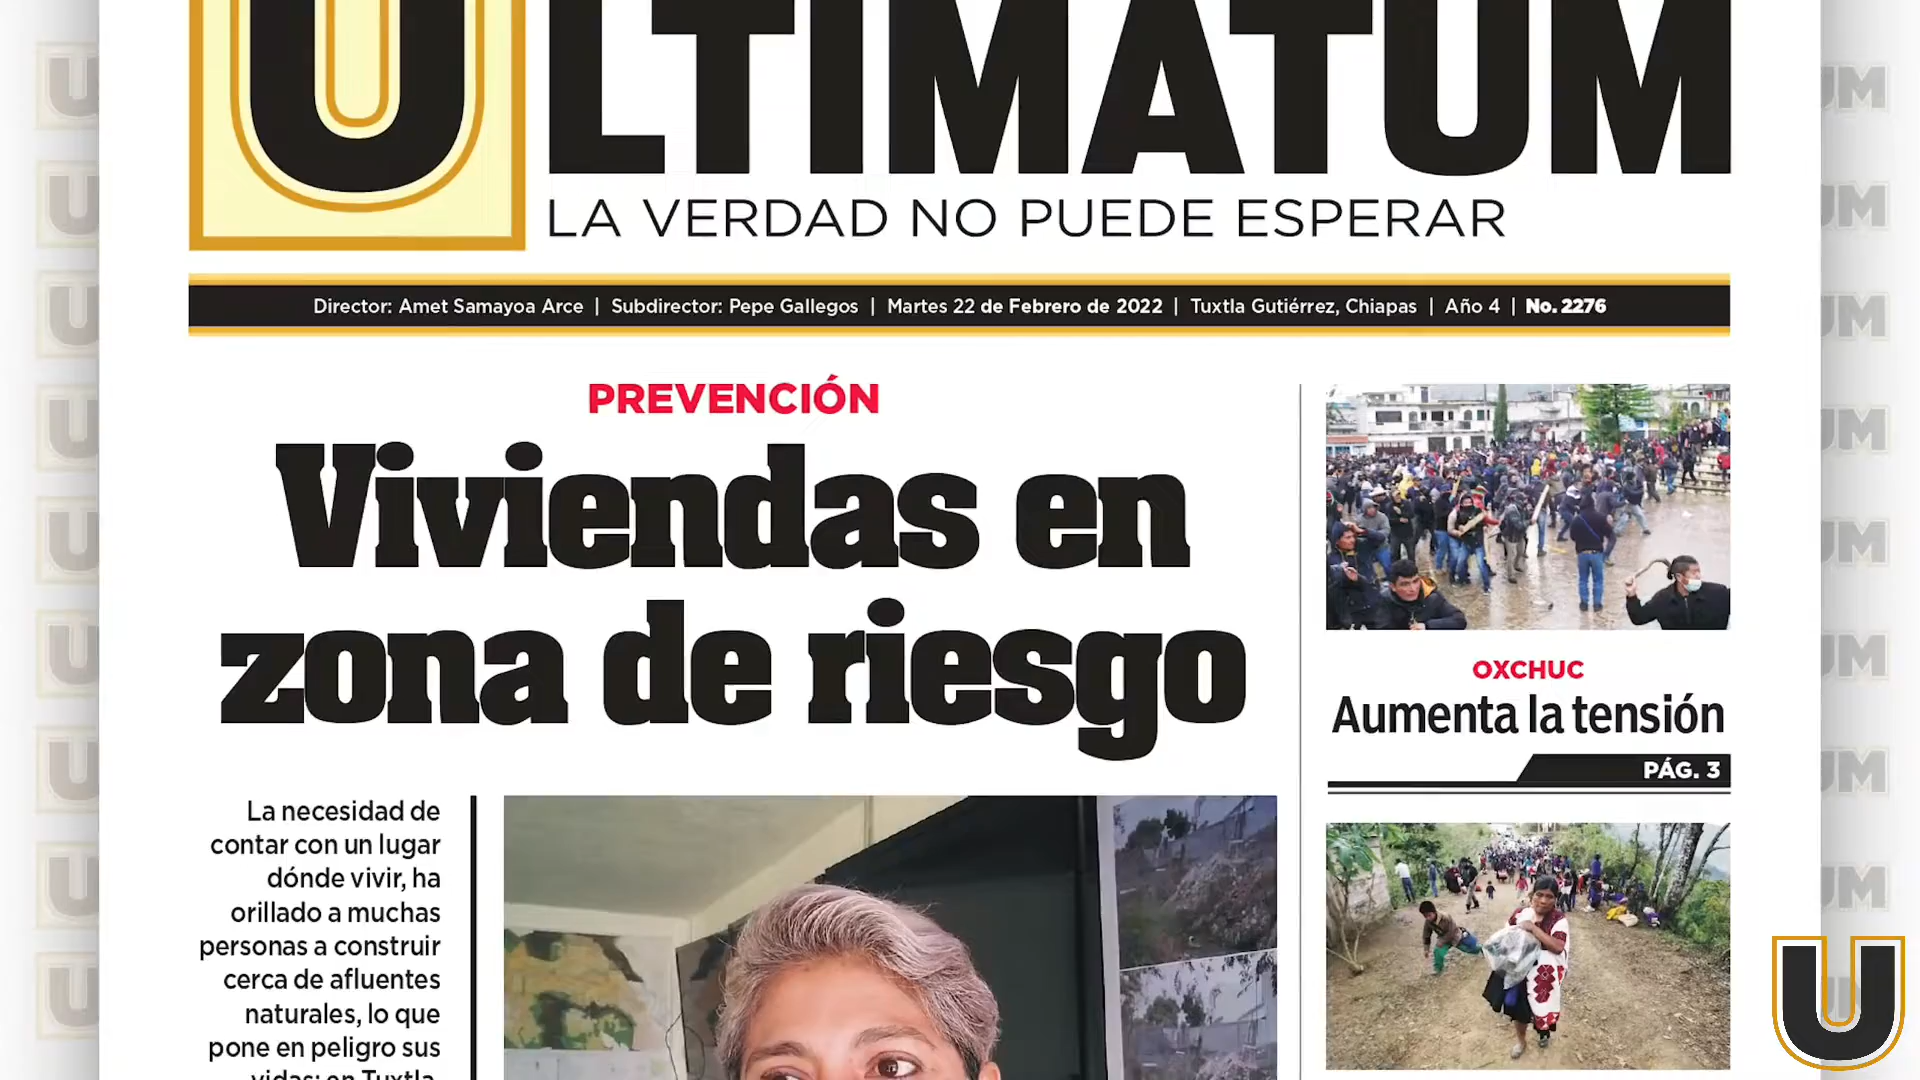 ULTIMATUM
LA VERDAD NO PUEDE ESPERAR
Director: Amet Samayoa Arce | Subdirector: Pepe Gallegos | Martes 22 de Febrero de 2022 | Tuxtla Gutiérrez, Chiapas | Año 4 | No. 2276
PREVENCIÓN
Viviendas en
zona de riesgo
La necesidad de
contar con un lugar
dónde vivir, ha
orillado a muchas
personas a construir
cerca de afluentes
naturales, lo que
pone en peligro sus
vidas; en Tuxtla,
OXCHUC
Aumenta la tensión
PÁG. 3
U